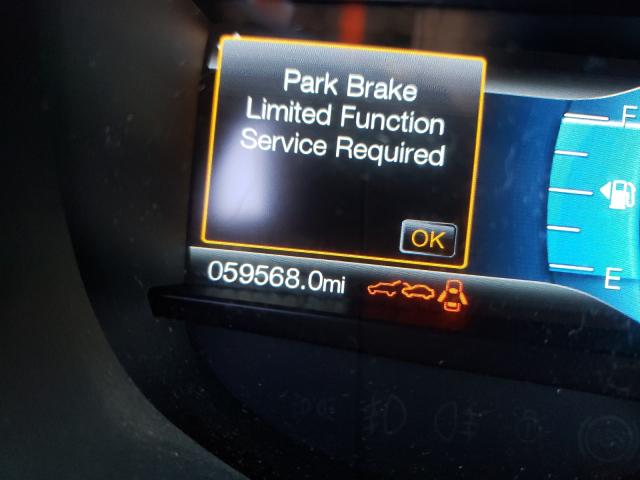 Park Brake
Limited Function
Service Required
OK
059568.0mi
F
E